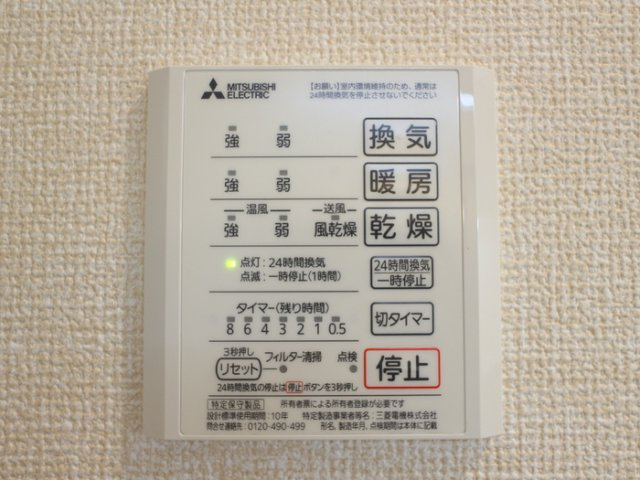 MITSUBISHI
ELECTRIC
【お願い】室内環境維持のため、通常は
24時間換気を停止させないでください
強 弱 換気
強 弱 暖房
温風 送風
強 弱 風乾燥 乾燥
点灯:24時間換気
点滅:一時停止(1時間)
24時間換気
一時停止
タイマー(残り時間)
8 6 4 3 2 1 0.5
切タイマー
3秒押し
リセット フィルター清掃 点検
停止
24時間換気の停止は 停止 ボタンを3秒押し
特定保守製品 所有者票による所有者登録が必要です
設計標準使用期間:10年 特定製造事業者等名:三菱電機株式会社
問合せ連絡先:0120-490-499 形名、製造年月、点検期間は本体に記載